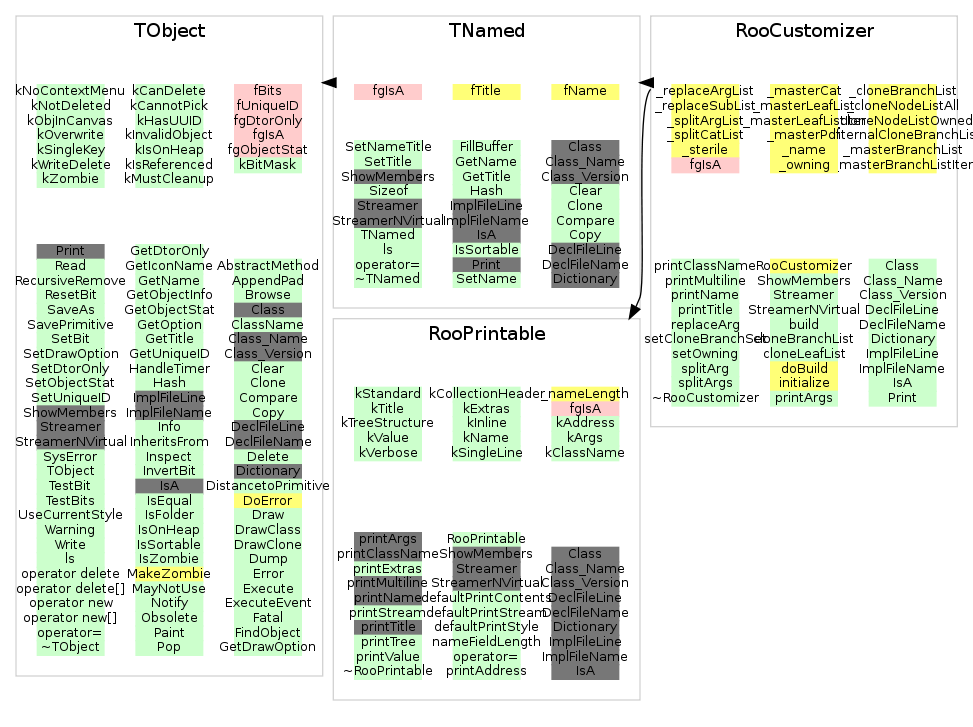 TObject
kNoContextMenu
kNotDeleted
kObjInCanvas
kOverwrite
kSingleKey
kWriteDelete
kZombie
kCanDelete
kCannotPick
kHasUUID
kInvalidObject
kIsOnHeap
kIsReferenced
kMustCleanup
fBits
fUniqueID
fgDtorOnly
fgIsA
fgObjectStat
kBitMask
Print
Read
RecursiveRemove
ResetBit
SaveAs
SavePrimitive
SetBit
SetDrawOption
SetDtorOnly
SetObjectStat
SetUniqueID
ShowMembers
Streamer
StreamerNVirtual
SysError
TObject
TestBit
TestBits
UseCurrentStyle
Warning
Write
ls
operator delete
operator delete[]
operator new
operator new[]
operator=
~TObject
GetDtorOnly
GetIconName
GetName
GetObjectInfo
GetObjectStat
GetOption
GetTitle
GetUniqueID
HandleTimer
Hash
ImplFileLine
ImplFileName
Info
InheritsFrom
Inspect
InvertBit
IsA
IsEqual
IsFolder
IsOnHeap
IsSortable
IsZombie
MakeZombie
MayNotUse
Notify
Obsolete
Paint
Pop
AbstractMethod
AppendPad
Browse
Class
ClassName
Class_Name
Class_Version
Clear
Clone
Compare
Copy
DeclFileLine
DeclFileName
Delete
Dictionary
DistancetoPrimitive
DoError
Draw
DrawClass
DrawClone
Dump
Error
Execute
ExecuteEvent
Fatal
FindObject
GetDrawOption
TNamed
fgIsA
fTitle
fName
SetNameTitle
SetTitle
ShowMembers
Sizeof
Streamer
StreamerNVirtual
TNamed
ls
operator=
~TNamed
FillBuffer
GetName
GetTitle
Hash
ImplFileLine
ImplFileName
IsA
IsSortable
Print
SetName
Class
Class_Name
Class_Version
Clear
Clone
Compare
Copy
DeclFileLine
DeclFileName
Dictionary
RooPrintable
kStandard
kTitle
kTreeStructure
kValue
kVerbose
kCollectionHeader
kExtras
kInline
kName
kSingleLine
_nameLength
fgIsA
kAddress
kArgs
kClassName
printArgs
printClassName
printExtras
printMultiline
printName
printStream
printTitle
printTree
printValue
~RooPrintable
RooPrintable
ShowMembers
Streamer
StreamerNVirtual
defaultPrintContents
defaultPrintStream
defaultPrintStyle
nameFieldLength
operator=
printAddress
Class
Class_Name
Class_Version
DeclFileLine
DeclFileName
Dictionary
ImplFileLine
ImplFileName
IsA
RooCustomizer
_replaceArgList
_replaceSubList
_splitArgList
_splitCatList
_sterile
fgIsA
_masterCat
_masterLeafList
_masterLeafListIter
_masterPdf
_name
_owning
_cloneBranchList
_cloneNodeListAll
_cloneNodeListOwned
_internalCloneBranchList
_masterBranchList
_masterBranchListIter
printClassName
printMultiline
printName
printTitle
replaceArg
setCloneBranchSet
setOwning
splitArg
splitArgs
~RooCustomizer
RooCustomizer
ShowMembers
Streamer
StreamerNVirtual
build
cloneBranchList
cloneLeafList
doBuild
initialize
printArgs
Class
Class_Name
Class_Version
DeclFileLine
DeclFileName
Dictionary
ImplFileLine
ImplFileName
IsA
Print